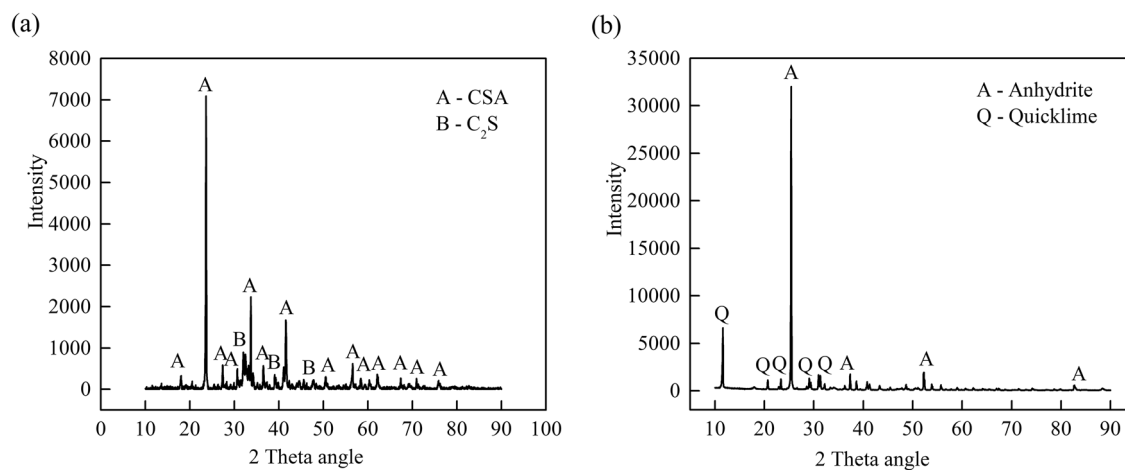 (a)
8000
7000
6000
5000
4000
3000
2000
1000
0
Intensity
A - CSA
B - C₂S
A
A
A
A
A
B
A
A
B
A
B
A
A
A
A
A
A
A
0 10 20 30 40 50 60 70 80 90 100
2 Theta angle
(b)
35000
30000
25000
20000
15000
10000
5000
0
Intensity
A - Anhydrite
Q - Quicklime
A
Q
Q
Q
Q
Q
A
A
A
10 20 30 40 50 60 70 80 90
2 Theta angle